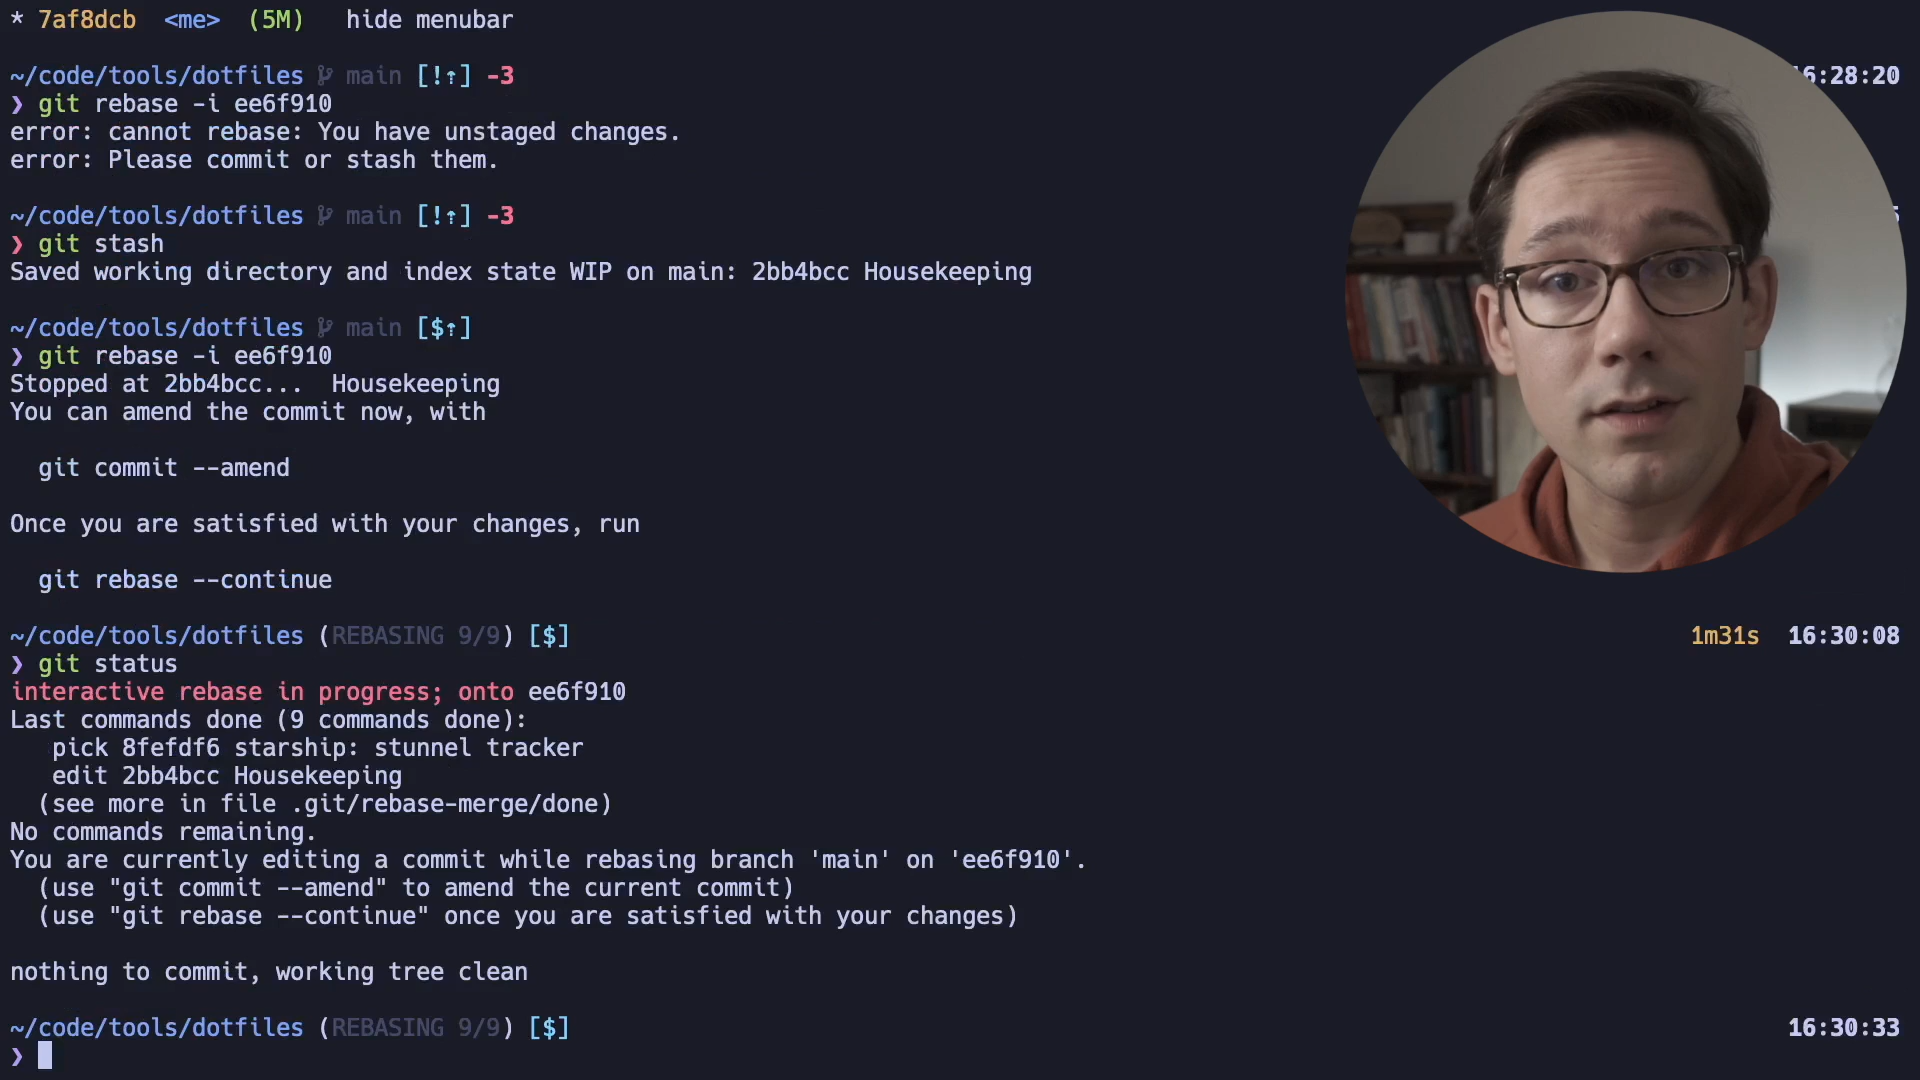 * 7af8dcb <me> (5M) hide menubar
~/code/tools/dotfiles main [!⇡] -3 6:28:20
❯ git rebase -i ee6f910
error: cannot rebase: You have unstaged changes.
error: Please commit or stash them.
~/code/tools/dotfiles main [!⇡] -3
❯ git stash
Saved working directory and index state WIP on main: 2bb4bcc Housekeeping
~/code/tools/dotfiles main [$⇡]
❯ git rebase -i ee6f910
Stopped at 2bb4bcc... Housekeeping
You can amend the commit now, with
git commit --amend
Once you are satisfied with your changes, run
git rebase --continue
~/code/tools/dotfiles (REBASING 9/9) [$] 1m31s 16:30:08
❯ git status
interactive rebase in progress; onto ee6f910
Last commands done (9 commands done):
pick 8fefdf6 starship: stunnel tracker
edit 2bb4bcc Housekeeping
(see more in file .git/rebase-merge/done)
No commands remaining.
You are currently editing a commit while rebasing branch 'main' on 'ee6f910'.
(use "git commit --amend" to amend the current commit)
(use "git rebase --continue" once you are satisfied with your changes)
nothing to commit, working tree clean
~/code/tools/dotfiles (REBASING 9/9) [$] 16:30:33
❯